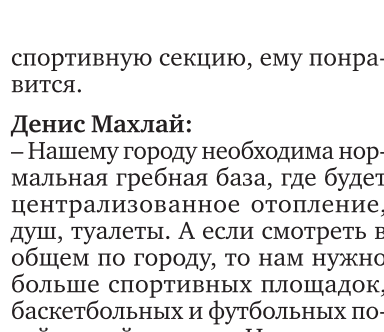 спортивную секцию, ему понра-
вится.
Денис Махлай:
– Нашему городу необходима нор-
мальная гребная база, где будет
централизованное отопление,
душ, туалеты. А если смотреть в
общем по городу, то нам нужно
больше спортивных площадок,
баскетбольных и футбольных по-